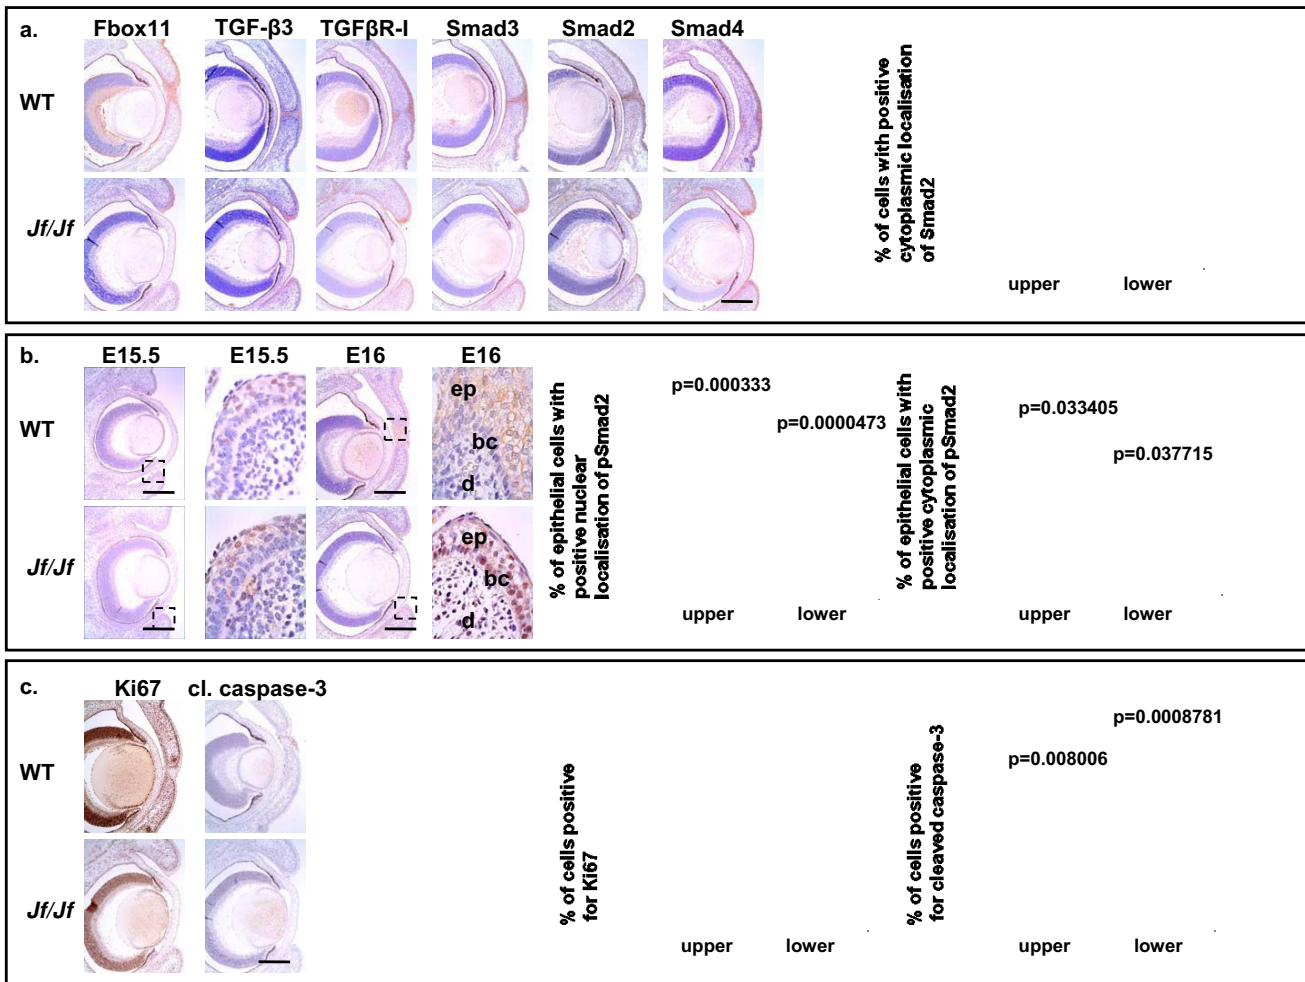 a.
Fbox11 TGF-β3 TGFβR-I Smad3 Smad2 Smad4
WT
Jf/Jf
% of cells with positive
cytoplasmic localisation
of Smad2
upper lower
b.
E15.5 E15.5 E16 E16
WT
Jf/Jf
ep
bc
d
ep
bc
d
% of epithelial cells with
positive nuclear
localisation of pSmad2
p=0.000333
p=0.0000473
upper lower
% of epithelial cells with
positive cytoplasmic
localisation of pSmad2
p=0.033405
p=0.037715
upper lower
c.
Ki67 cl. caspase-3
WT
Jf/Jf
% of cells positive
for Ki67
upper lower
% of cells positive
for cleaved caspase-3
p=0.0008781
p=0.008006
upper lower